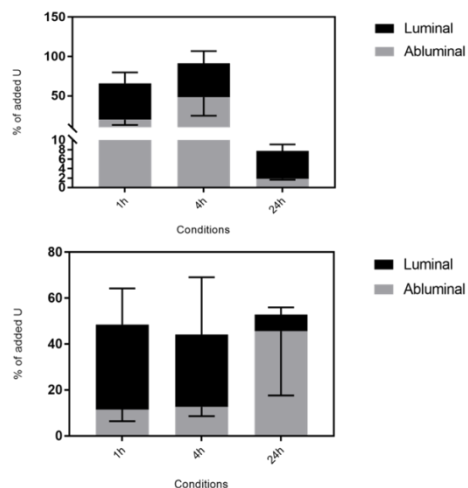 150
100
50
10
8
6
4
2
0
% of added U
1h
4h
24h
Conditions
Luminal
Abluminal
80
60
40
20
0
% of added U
1h
4h
24h
Conditions
Luminal
Abluminal